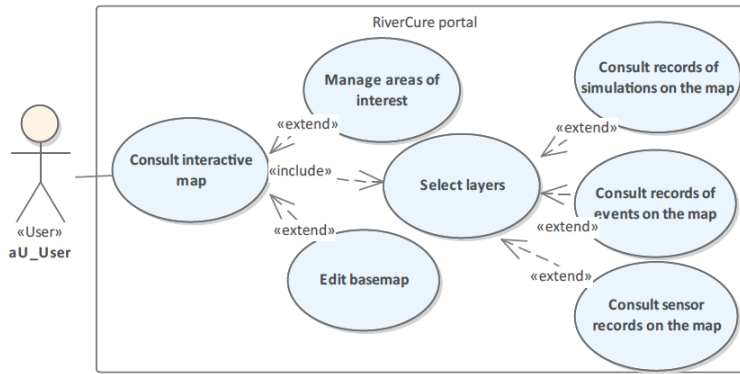 RiverCure portal
Manage areas of
interest
Consult records of
simulations on the map
«extend»
«extend»
Consult interactive
map
«include»
Select layers
Consult records of
events on the map
«User»
aU_User
«extend»
«extend»
Edit basemap
«extend»
Consult sensor
records on the map